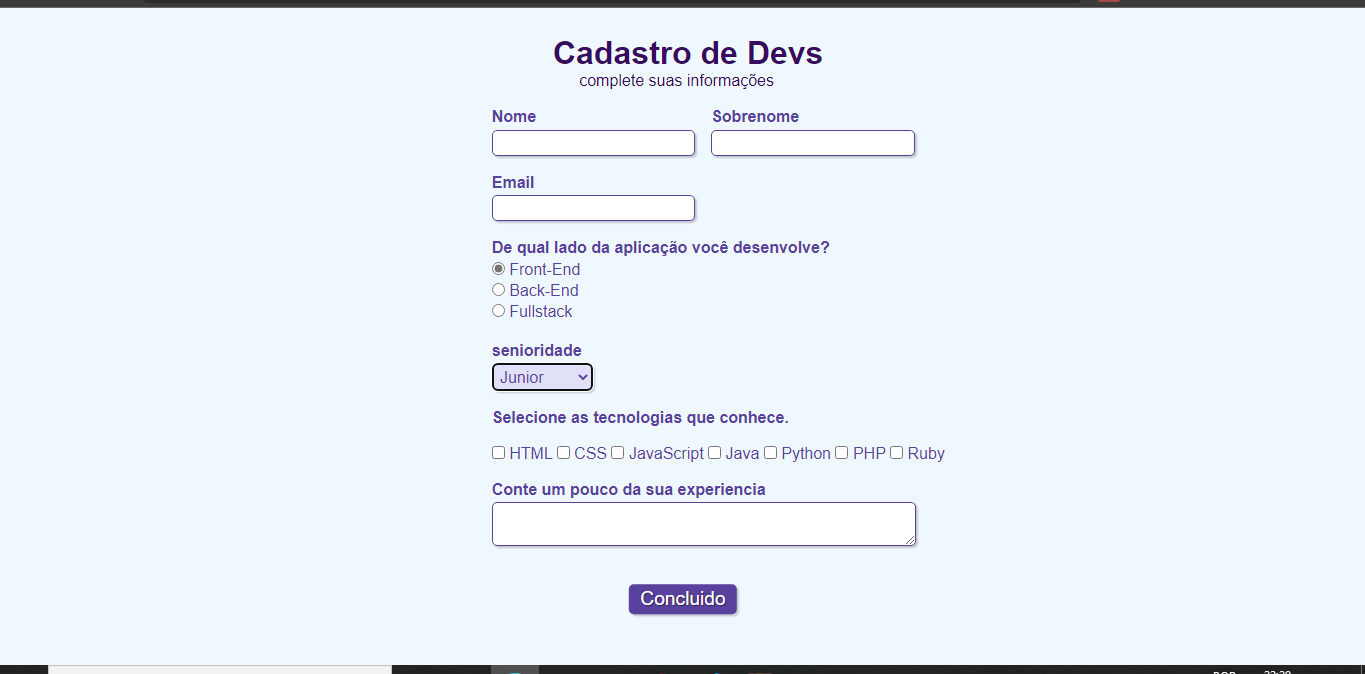 Cadastro de Devs
complete suas informações
Nome Sobrenome
Email
De qual lado da aplicação você desenvolve?
Front-End
Back-End
Fullstack
senioridade
Junior
Selecione as tecnologias que conhece.
HTML CSS JavaScript Java Python PHP Ruby
Conte um pouco da sua experiencia
Concluido